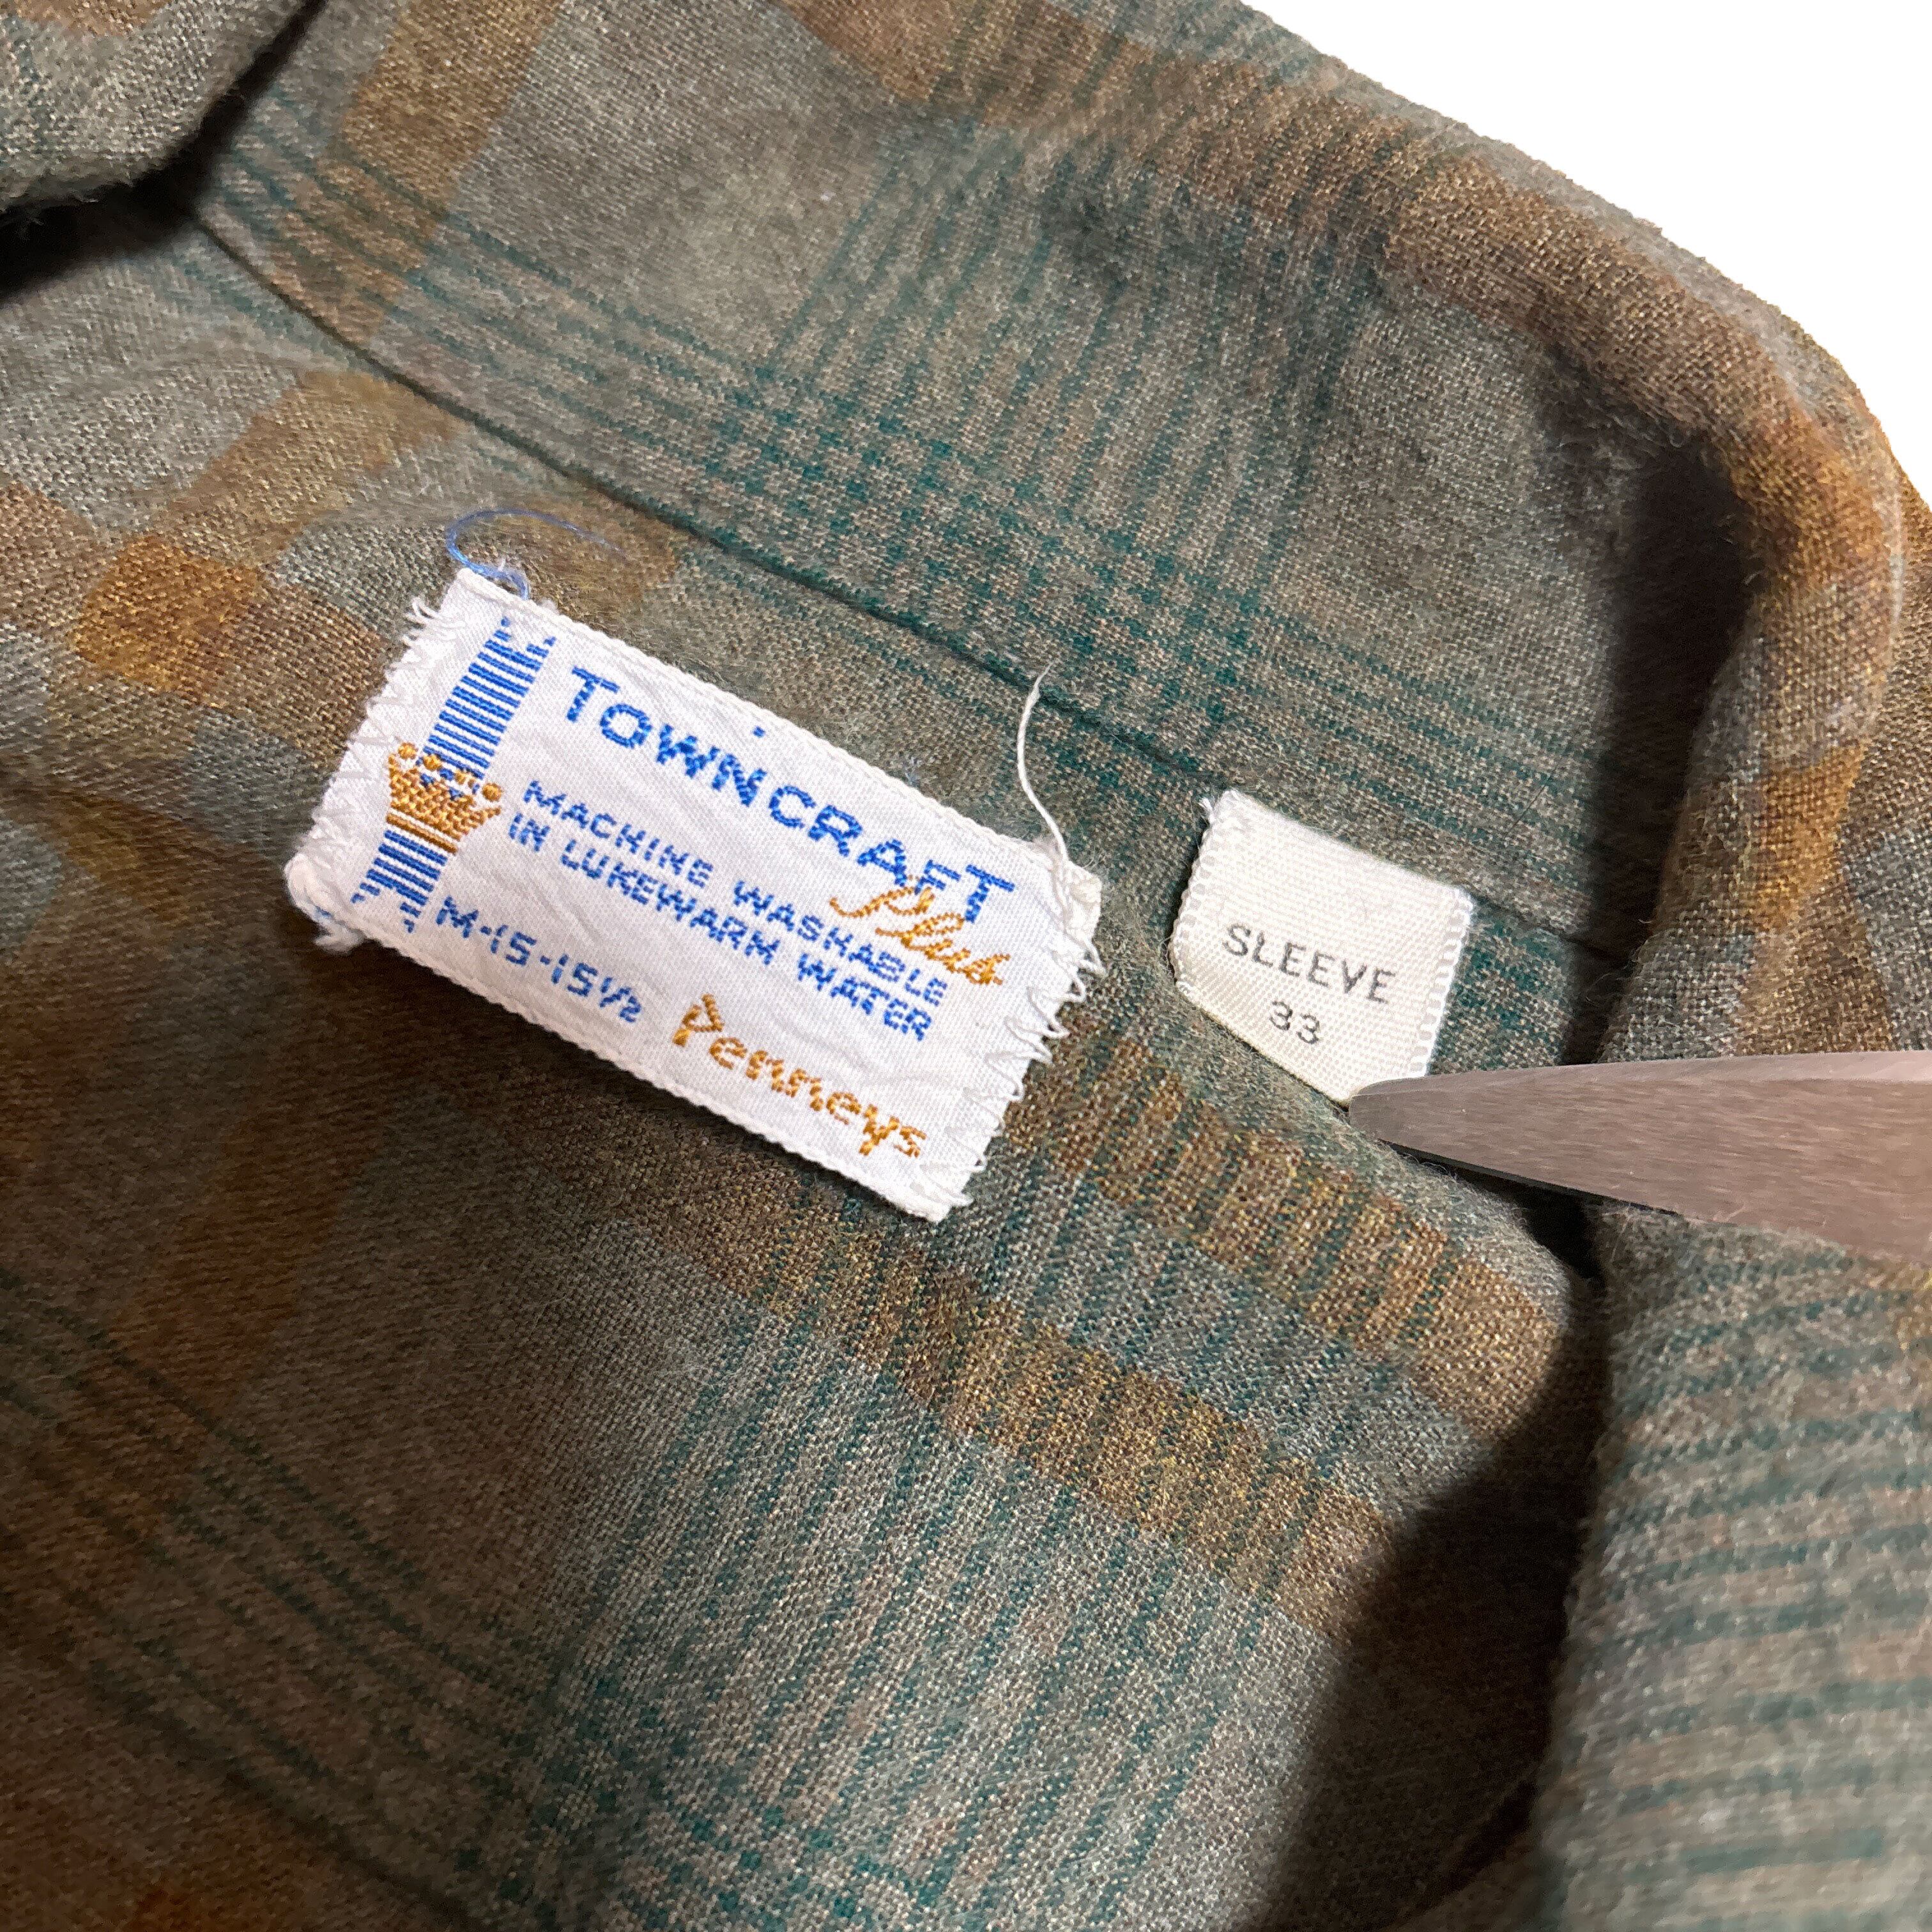 TOWNCRAFT
plus
MACHINE WASHABLE
IN LUKEWARM WATER
M-15-15½
Penneys
SLEEVE
33